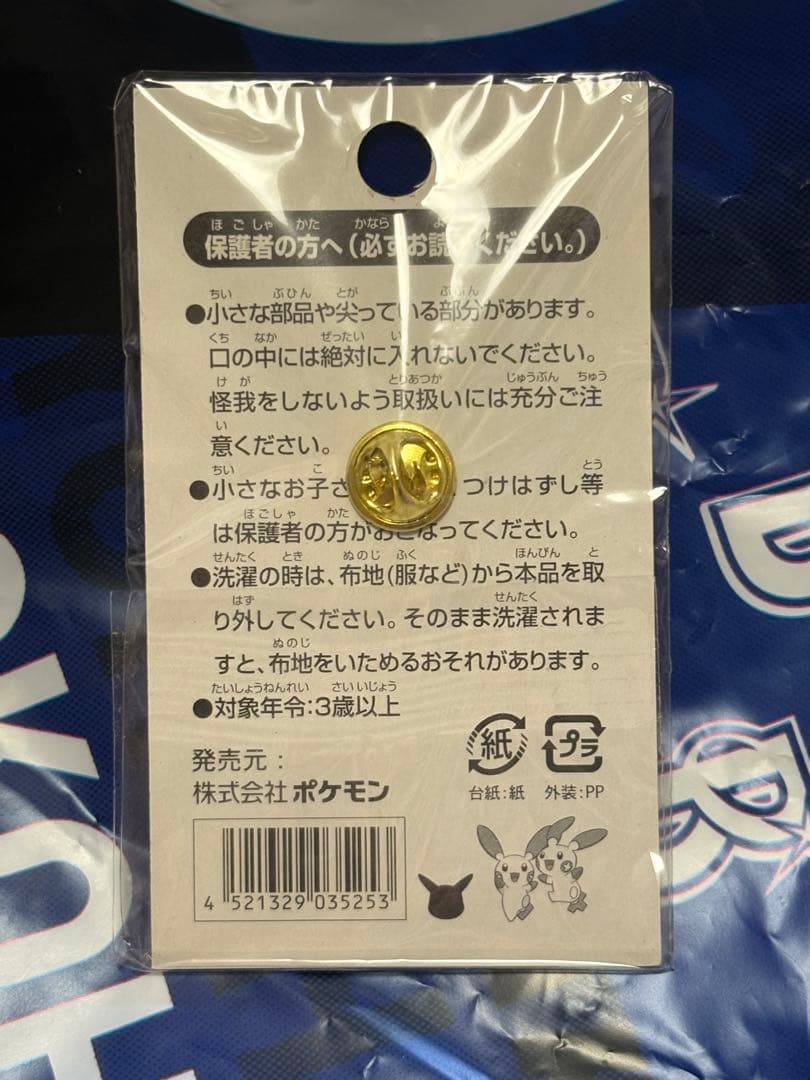 保護者の方へ(必ずお読みください。)
●小さな部品や尖っている部分があります。
口の中には絶対に入れないでください。
怪我をしないよう取扱いには充分ご注
意ください。
●小さなお子さ つけはずし等
は保護者の方がおこなってください。
●洗濯の時は、布地(服など)から本品を取
り外してください。そのまま洗濯されま
すと、布地をいためるおそれがあります。
●対象年令:3歳以上
発売元:
株式会社 ポケモン
紙 プラ
台紙:紙 外装:PP
4 521329 035253